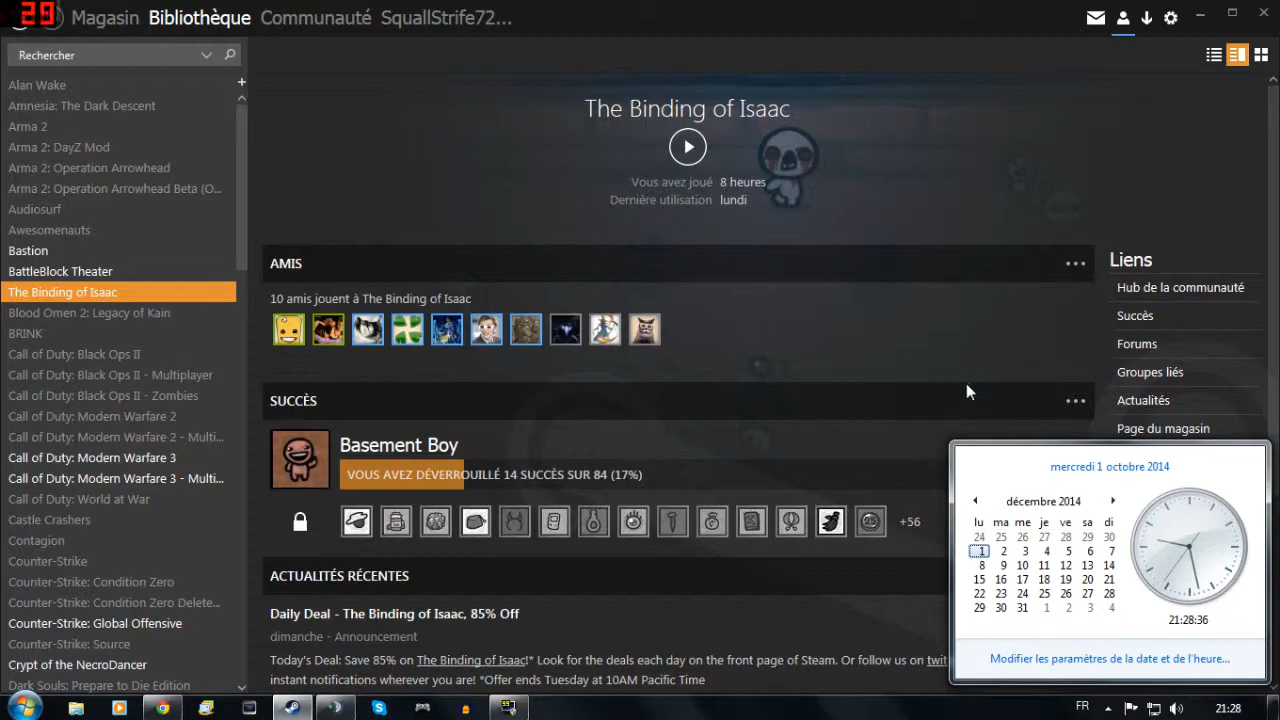 29
Magasin Bibliothèque Communauté SquallStrife72...
Rechercher
Alan Wake
Amnesia: The Dark Descent
Arma 2
Arma 2: DayZ Mod
Arma 2: Operation Arrowhead
Arma 2: Operation Arrowhead Beta (O...
Audiosurf
Awesomenauts
Bastion
BattleBlock Theater
The Binding of Isaac
Blood Omen 2: Legacy of Kain
BRINK
Call of Duty: Black Ops II
Call of Duty: Black Ops II - Multiplayer
Call of Duty: Black Ops II - Zombies
Call of Duty: Modern Warfare 2
Call of Duty: Modern Warfare 2 - Multi...
Call of Duty: Modern Warfare 3
Call of Duty: Modern Warfare 3 - Multi...
Call of Duty: World at War
Castle Crashers
Contagion
Counter-Strike
Counter-Strike: Condition Zero
Counter-Strike: Condition Zero Delete...
Counter-Strike: Global Offensive
Counter-Strike: Source
Crypt of the NecroDancer
Dark Souls: Prepare to Die Edition
The Binding of Isaac
Vous avez joué 8 heures
Dernière utilisation lundi
AMIS
10 amis jouent à The Binding of Isaac
SUCCÈS
Basement Boy
VOUS AVEZ DÉVERROUILLÉ 14 SUCCÈS SUR 84 (17%)
+56
ACTUALITÉS RÉCENTES
Daily Deal - The Binding of Isaac, 85% Off
dimanche - Announcement
Today's Deal: Save 85% on The Binding of Isaac!* Look for the deals each day on the front page of Steam. Or follow us on twit
instant notifications wherever you are! *Offer ends Tuesday at 10AM Pacific Time
Liens
Hub de la communauté
Succès
Forums
Groupes liés
Actualités
Page du magasin
mercredi 1 octobre 2014
décembre 2014
lu ma me je ve sa di
24 25 26 27 28 29 30
1 2 3 4 5 6 7
8 9 10 11 12 13 14
15 16 17 18 19 20 21
22 23 24 25 26 27 28
29 30 31 1 2 3 4
21:28:36
Modifier les paramètres de la date et de l'heure...
FR 21:28